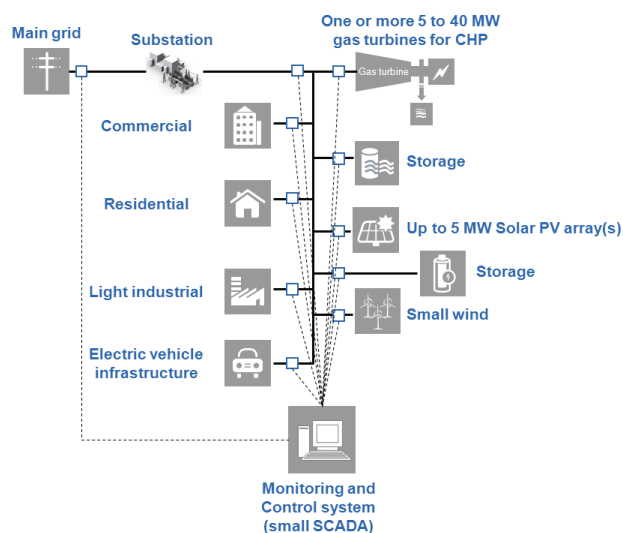 Main grid
Substation
One or more 5 to 40 MW
gas turbines for CHP
Gas turbine
Commercial
Storage
Residential
Up to 5 MW Solar PV array(s)
Storage
Light industrial
Small wind
Electric vehicle
infrastructure
Monitoring and
Control system
(small SCADA)